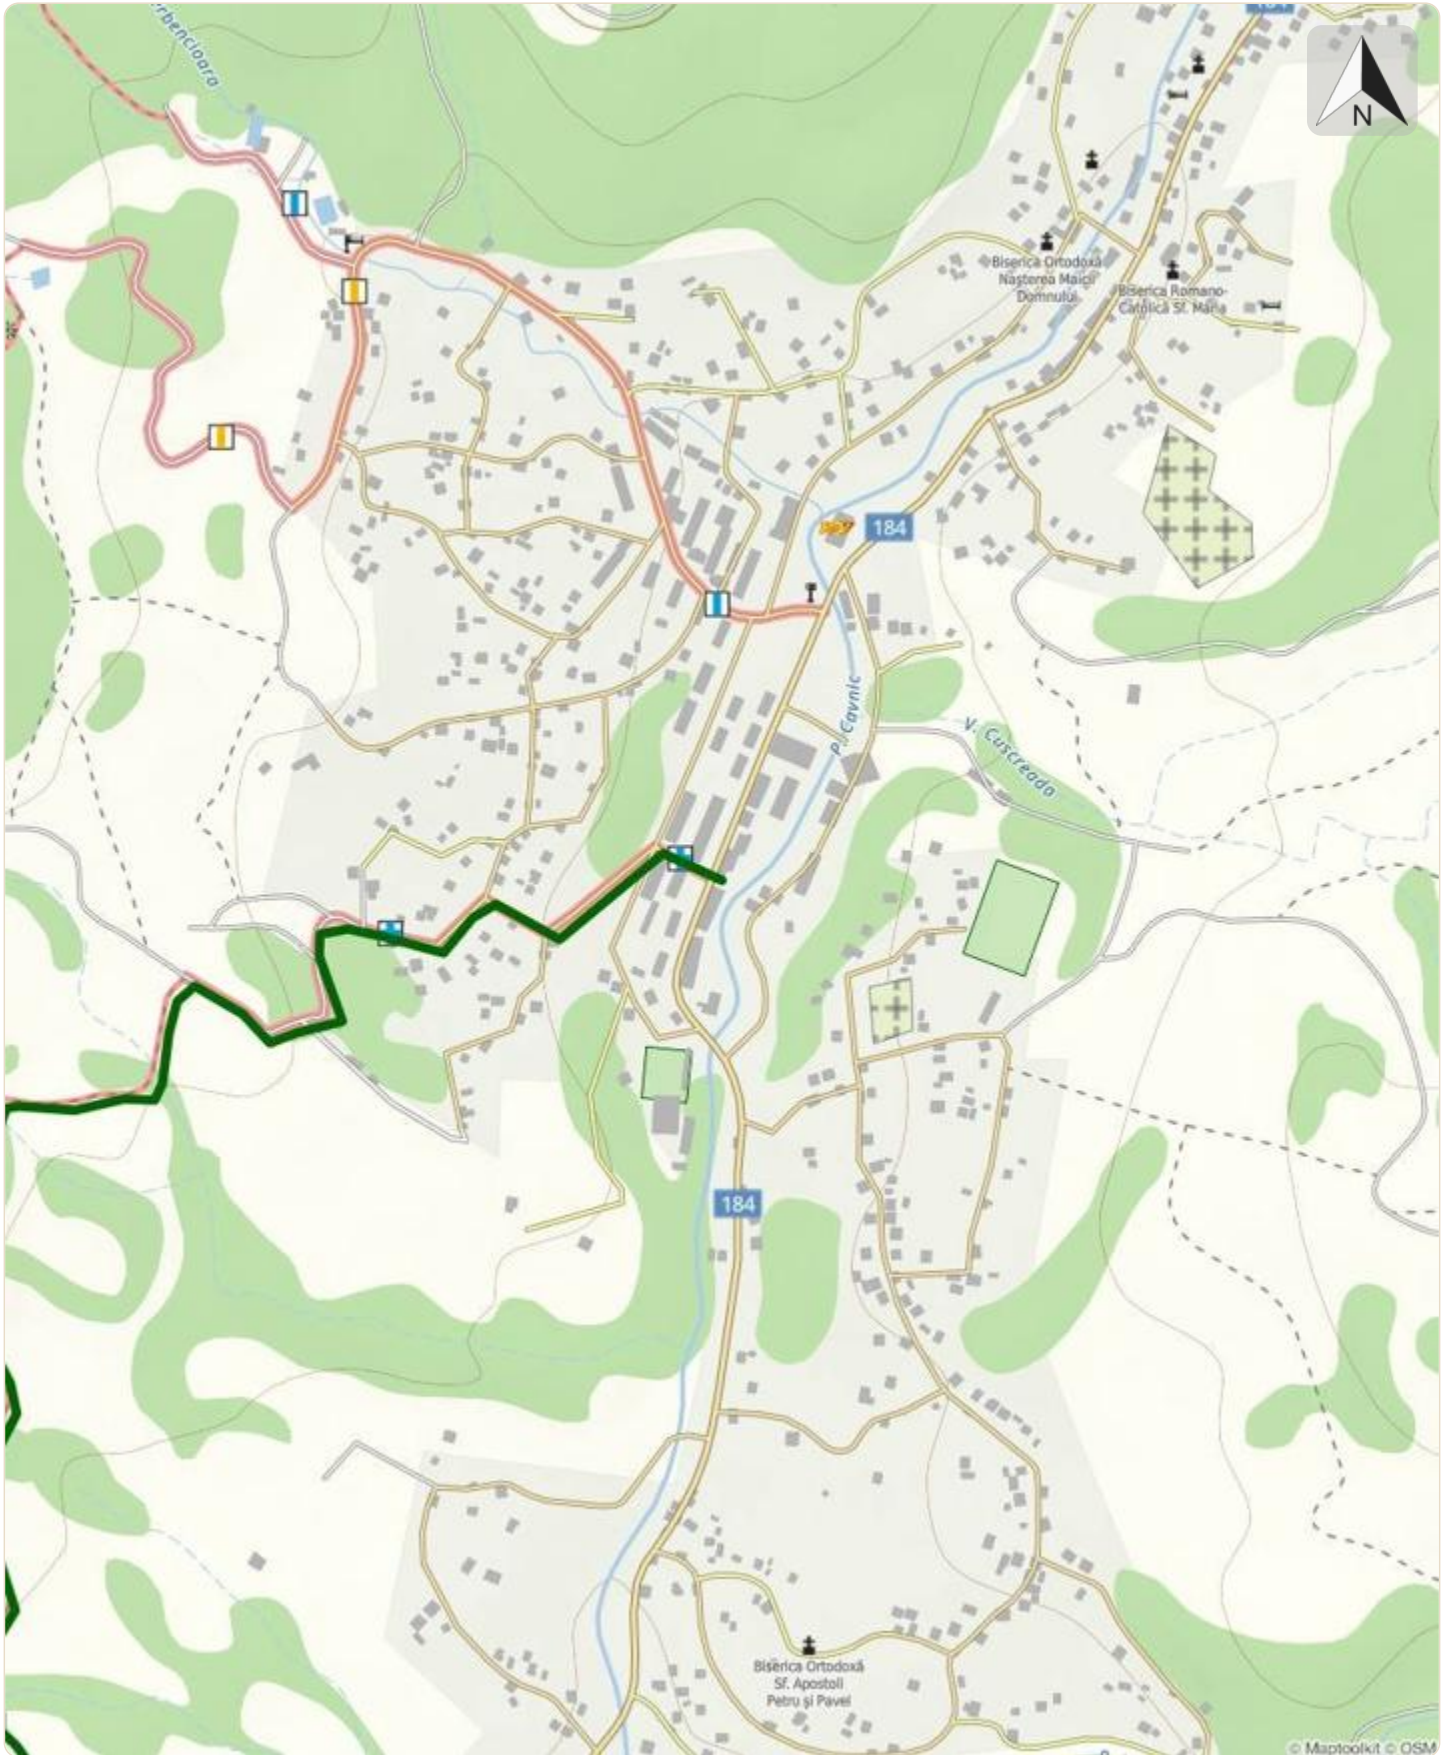 N
Biserica Ortodoxă
Nașterea Maicii
Domnului
Biserica Romano-
Catolică Sf. Maria
184
P. Cavnic
V. Cuscreada
184
Biserica Ortodoxă
Sf. Apostoli
Petru și Pavel
© Maptoolkit © OSM